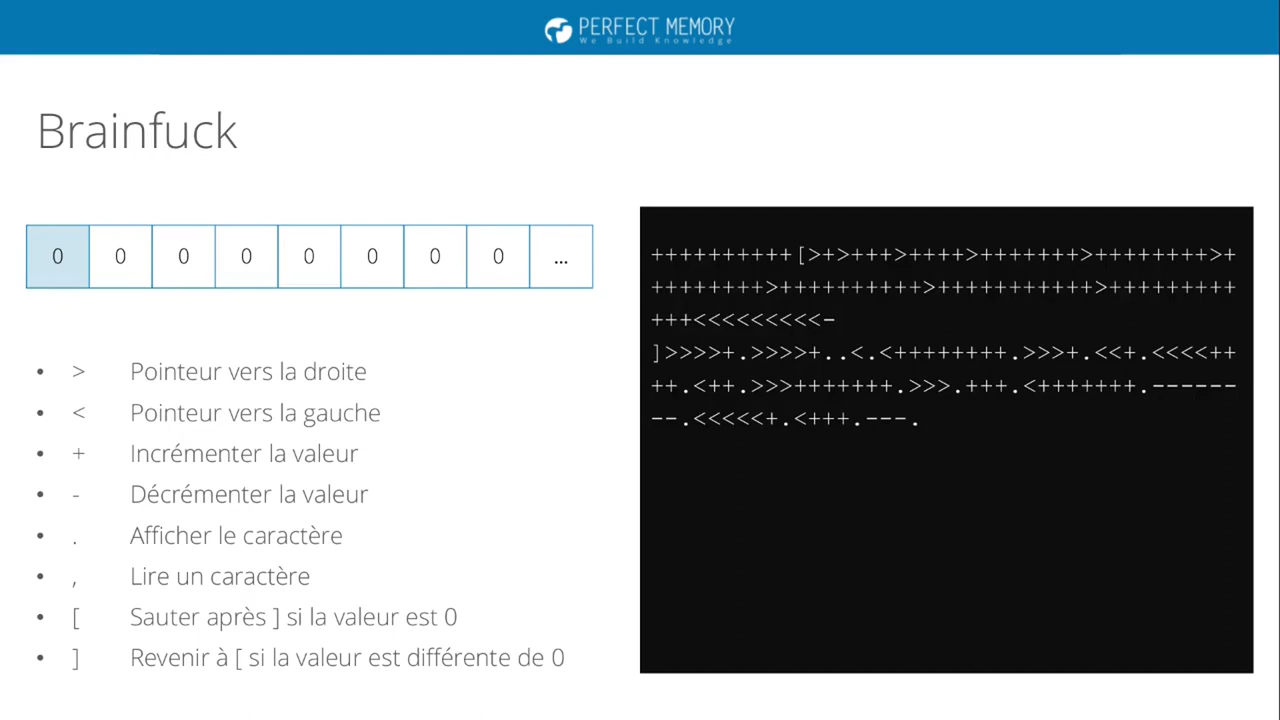 PERFECT MEMORY
We Build Knowledge
Brainfuck
0 0 0 0 0 0 0 0 ...
• > Pointeur vers la droite
• < Pointeur vers la gauche
• + Incrémenter la valeur
• - Décrémenter la valeur
• . Afficher le caractère
• , Lire un caractère
• [ Sauter après ] si la valeur est 0
• ] Revenir à [ si la valeur est différente de 0
++++++++++[>+>+++>++++>+++++++>++++++++>+
++++++++>++++++++++>+++++++++++>+++++++++
+++<<<<<<<<<-
]>>>>+.>>>>+..<.<++++++++.>>>+.<<+.<<<<++
++.<++.>>>+++++++.>>>.+++.<+++++++.------
--.<<<<<+.<+++.---.